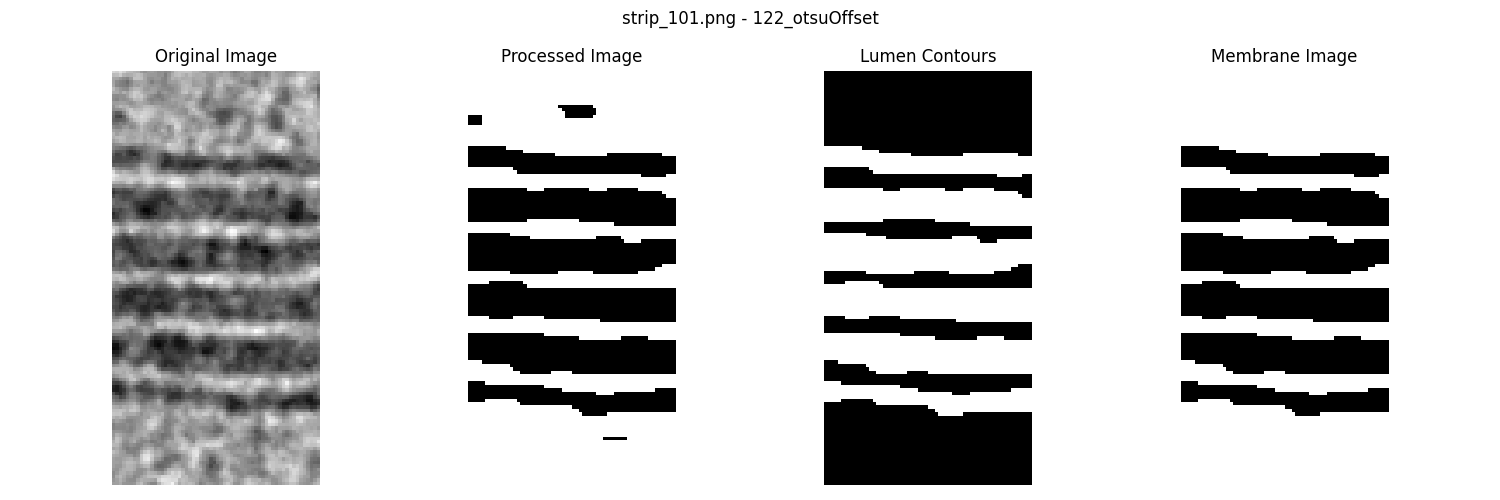 strip_101.png - 122_otsuOffset
Original Image
Processed Image
Lumen Contours
Membrane Image